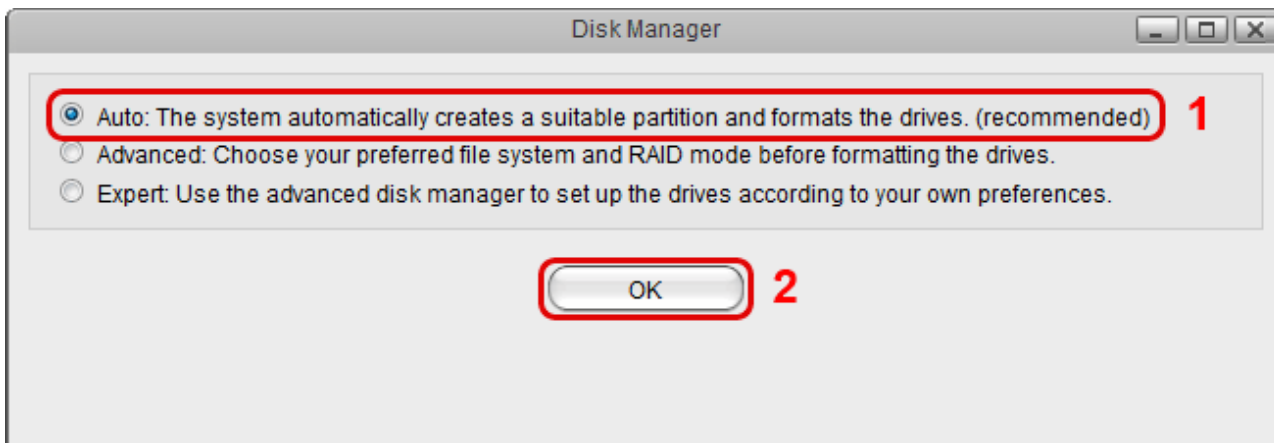 Disk Manager
Auto: The system automatically creates a suitable partition and formats the drives. (recommended) 1
Advanced: Choose your preferred file system and RAID mode before formatting the drives.
Expert: Use the advanced disk manager to set up the drives according to your own preferences.
OK 2